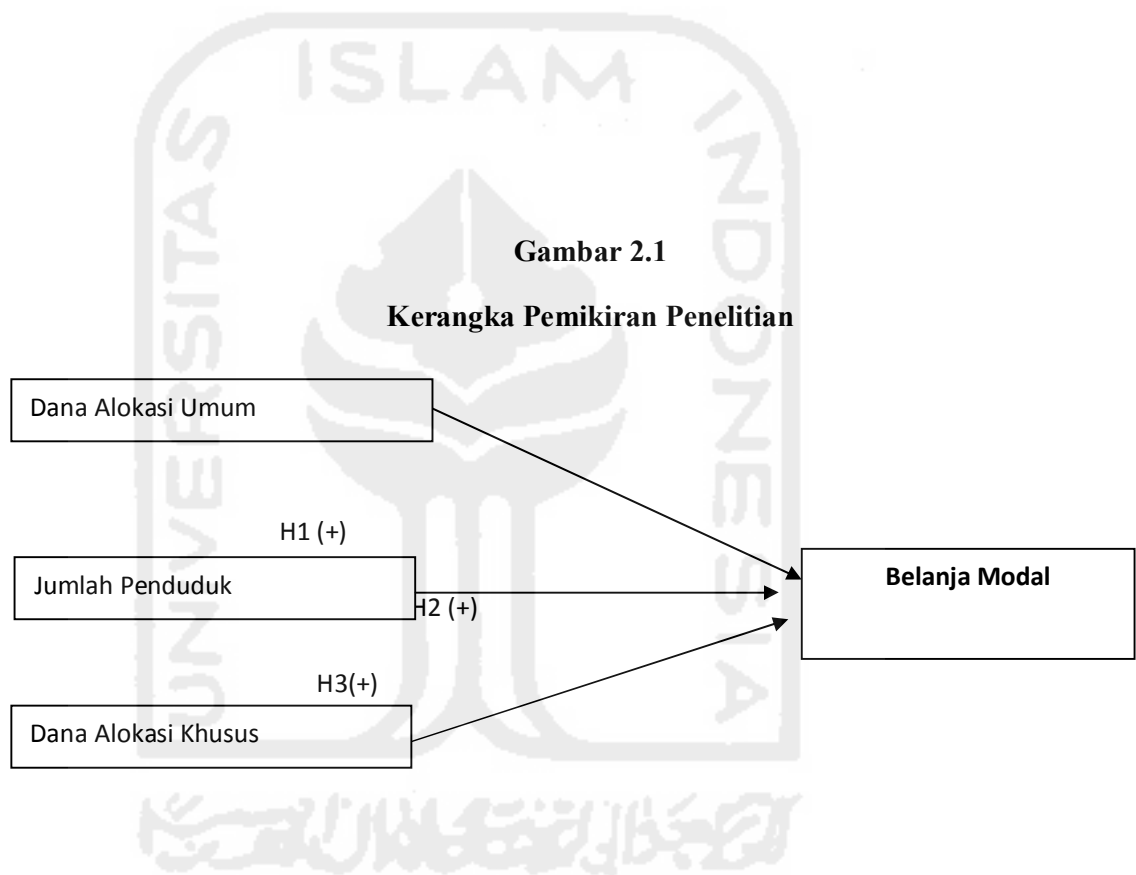 UNIVERSITAS
ISLAM
INDONESIA
Gambar 2.1
Kerangka Pemikiran Penelitian
Dana Alokasi Umum
H1 (+)
Jumlah Penduduk
H2 (+)
Belanja Modal
H3(+)
Dana Alokasi Khusus